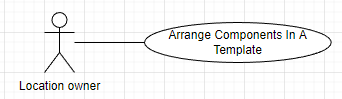 Arrange Components In A
Template
Location owner